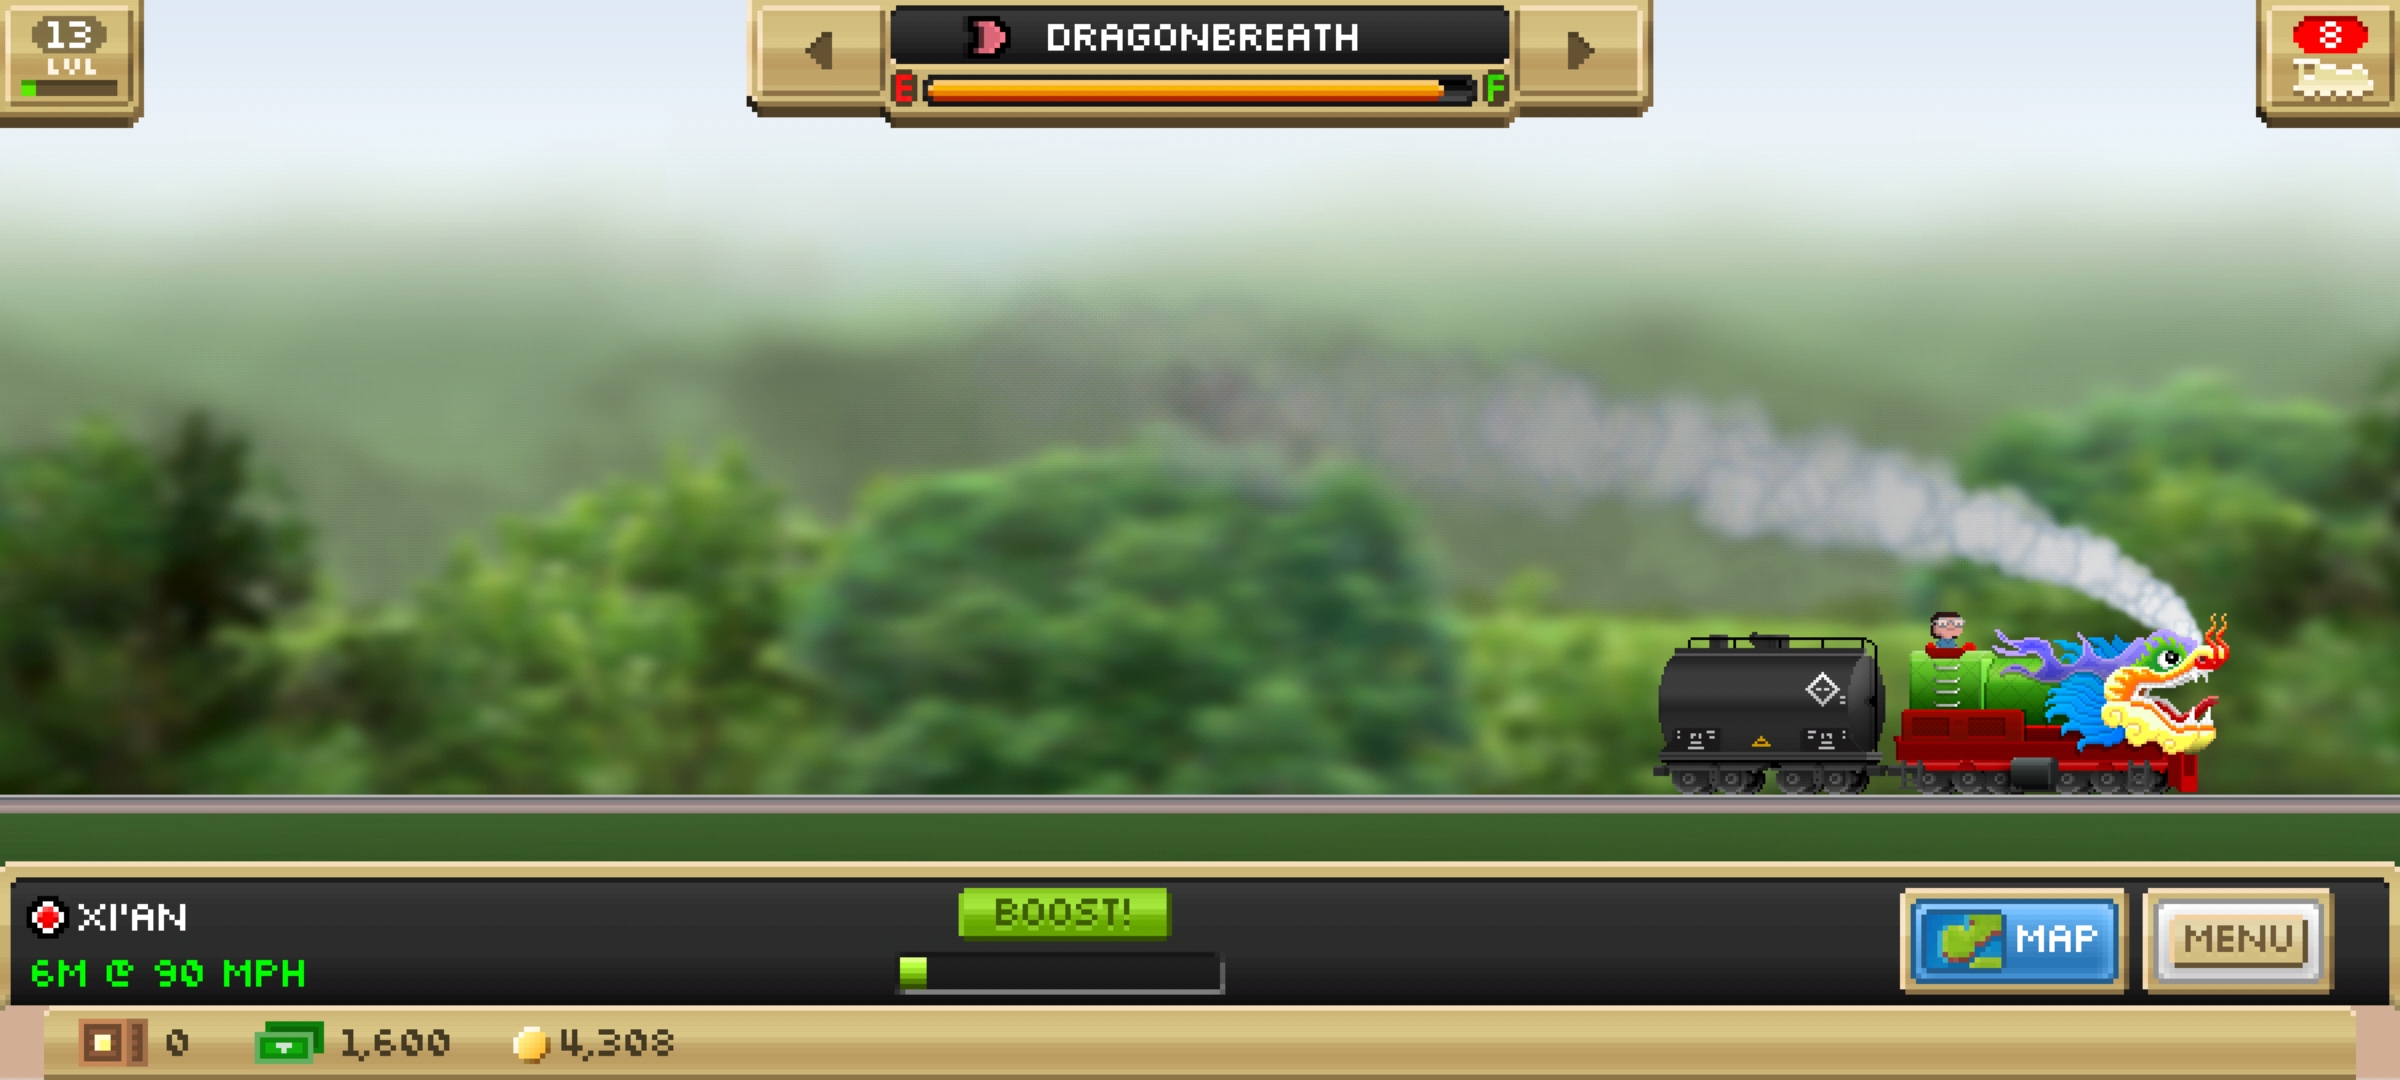 13
LVL
DRAGONBREATH
E F
8
XI'AN
6M @ 90 MPH
BOOST!
MAP
MENU
0
1,600
4,308